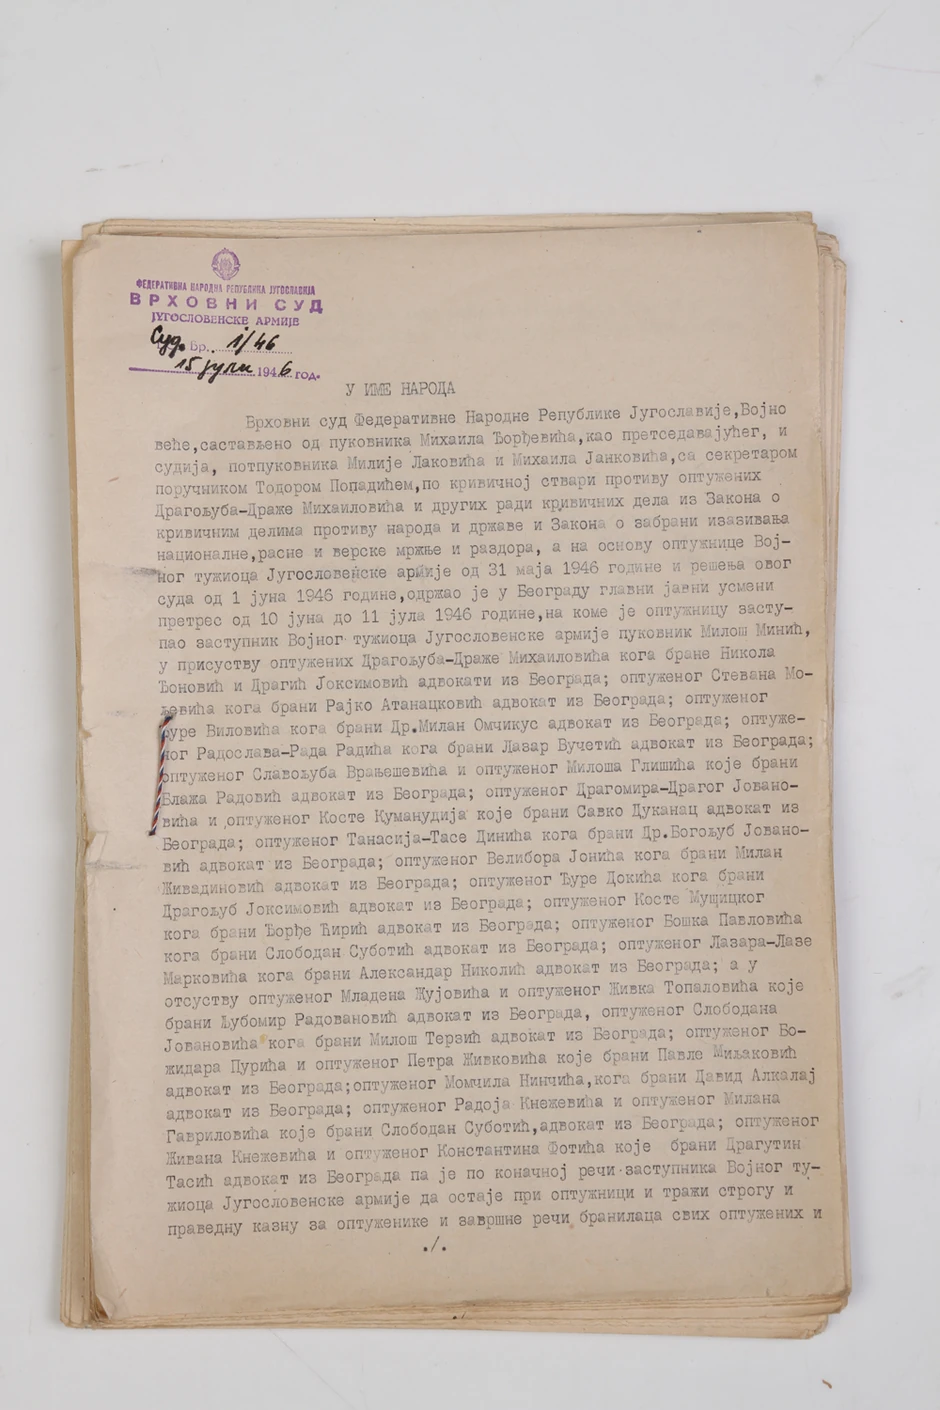 ФЕДЕРАТИВНА НАРОДНА РЕПУБЛИКА ЈУГОСЛАВИЈА
ВРХОВНИ СУД
ЈУГОСЛОВЕНСКЕ АРМИЈЕ
Суд. Бр. 1/46
15 јули 1946 год.
У ИМЕ НАРОДА
Врховни суд Федеративне Народне Републике Југославије,Војно
веће,састављено од пуковника Михаила Ђорђевића,као претседавајућег, и
судија, потпуковника Милије Лаковића и Михаила Јанковића,са секретаром
поручником Тодором Попадићем,по кривичној ствари противу оптужених
Драгољуба-Драже Михаиловића и других ради кривичних дела из Закона о
кривичним делима противу народа и државе и Закона о забрани изазивања
националне,расне и верске мржње и раздора, а на основу оптужнице Вој-
ног тужиоца Југословенске армије од 31 маја 1946 године и решења овог
суда од 1 јуна 1946 године,одржао је у Београду главни јавни усмени
претрес од 10 јуна до 11 јула 1946 године,на коме је оптужницу засту-
пао заступник Војног тужиоца Југословенске армије пуковник Милош Минић,
у присуству оптужених Драгољуба-Драже Михаиловића кога бране Никола
Ђоновић и Драгић Јоксимовић адвокати из Београда; оптуженог Стевана Мо-
љевића кога брани Рајко Атанацковић адвокат из Београда; оптуженог
Ђуре Виловића кога брани Др.Милан Омчикус адвокат из Београда; оптуже-
ног Радослава-Рада Радића кога брани Лазар Вучетић адвокат из Београда;
оптуженог Славољуба Врањешевића и оптуженог Милоша Глишића које брани
Блажа Радовић адвокат из Београда; оптуженог Драгомира-Драгог Јовано-
вића и оптуженог Косте Кумануdија које брани Савко Дуканац адвокат из
Београда; оптуженог Танасија-Тасе Динића кога брани Др.Богољуб Јовано-
вић адвокат из Београда; оптуженог Велибора Јонића кога брани Милан
Живадиновић адвокат из Београда; оптуженог Ђуре Докића кога брани
Драгољуб Јоксимовић адвокат из Београда; оптуженог Косте Мущицког
кога брани Ђорђе Ћирић адвокат из Београда; оптуженог Бошка Павловића
кога брани Слободан Суботић адвокат из Београда; оптуженог Лазара-Лазе
Марковића кога брани Александар Николић адвокат из Београда; а у
отсуству оптуженог Младена Жујовића и оптуженог Живка Топаловића које
брани Љубомир Радовановић адвокат из Београда, оптуженог Слободана
Јовановића кога брани Милош Терзић адвокат из Београда; оптуженог Бо-
жидара Пурића и оптуженог Петра Живковића које брани Павле Миљаковић
адвокат из Београда;оптуженог Момчила Нинчића,кога брани Давид Алкалај
адвокат из Београда; оптуженог Радоја Кнежевића и оптуженог Милана
Гавриловића које брани Слободан Суботић,адвокат из Београда; оптуженог
Живана Кнежевића и оптуженог Константина Фотића које брани Драгутин
Тасић адвокат из Београда па је по коначној речи заступника Војног ту-
жиоца Југословенске армије да остаје при оптужници и тражи строгу и
праведну казну за оптуженике и завршне речи бранилаца свих оптужених и
./.